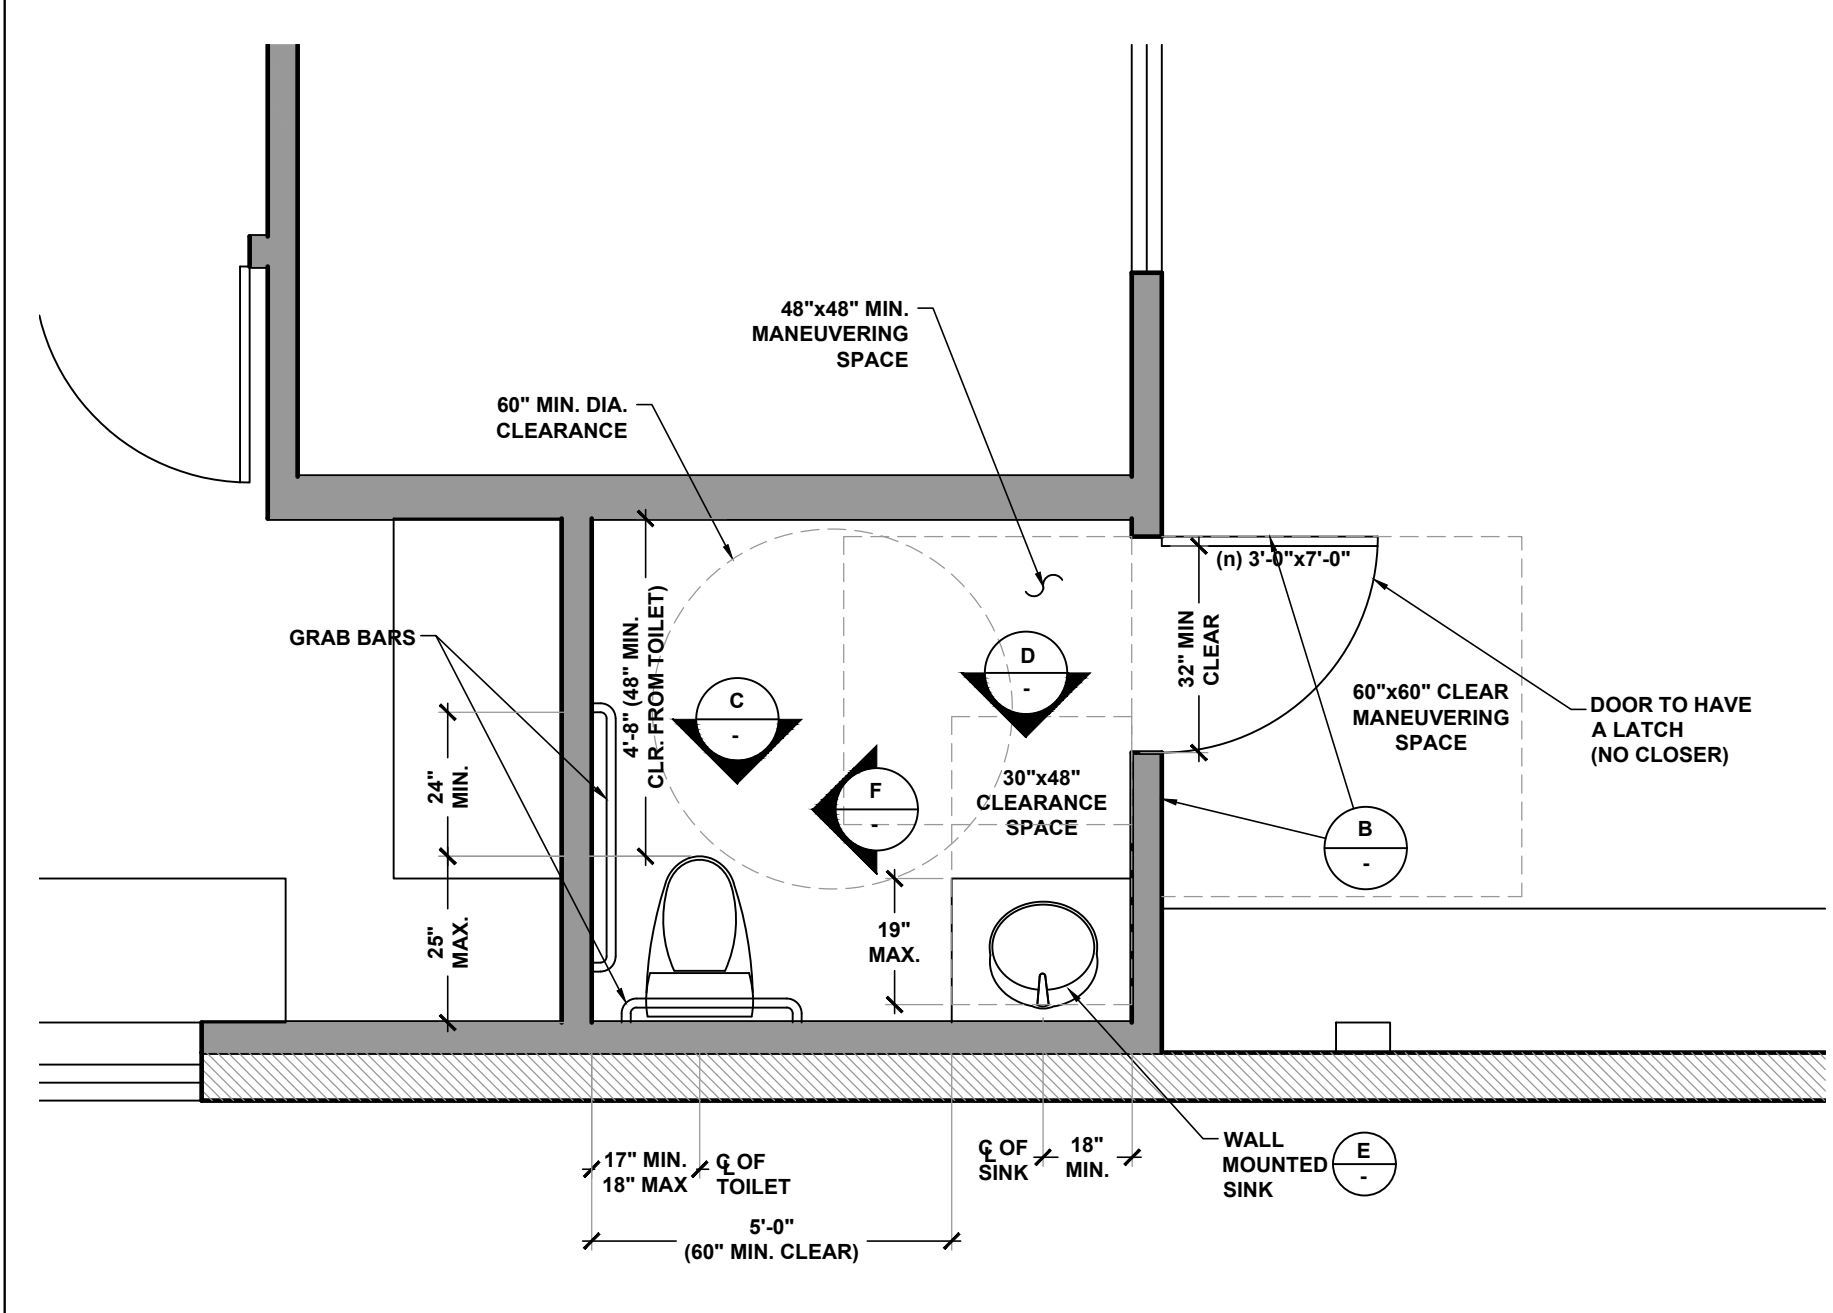 48"x48" MIN.
MANEUVERING
SPACE
60" MIN. DIA.
CLEARANCE
(n) 3'-0"x7'-0"
GRAB BARS
4'-8" (48" MIN.
CLR. FROM TOILET)
D
-
32" MIN
CLEAR
C
-
60"x60" CLEAR
MANEUVERING
SPACE
DOOR TO HAVE
A LATCH
(NO CLOSER)
24"
MIN.
F
-
30"x48"
CLEARANCE
SPACE
B
-
25"
MAX.
19"
MAX.
17" MIN.
18" MAX
℄ OF
TOILET
℄ OF
SINK
18"
MIN.
WALL
MOUNTED
SINK
E
-
5'-0"
(60" MIN. CLEAR)